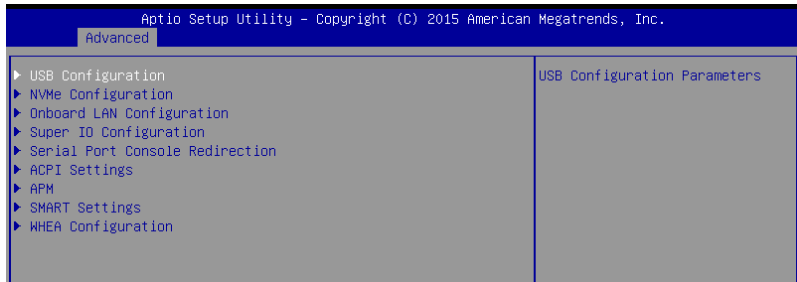 Aptio Setup Utility – Copyright (C) 2015 American Megatrends, Inc.
Advanced
USB Configuration
NVMe Configuration
Onboard LAN Configuration
Super IO Configuration
Serial Port Console Redirection
ACPI Settings
APM
SMART Settings
WHEA Configuration
USB Configuration Parameters